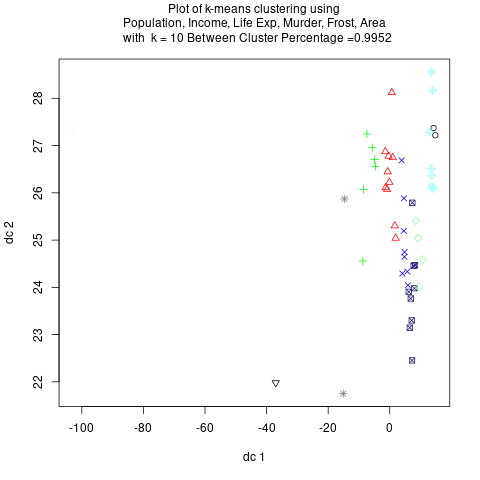 Plot of k-means clustering using
Population, Income, Life Exp, Murder, Frost, Area
with k = 10 Between Cluster Percentage =0.9952
28
27
26
25
24
23
22
dc 2
-100 -80 -60 -40 -20 0
dc 1